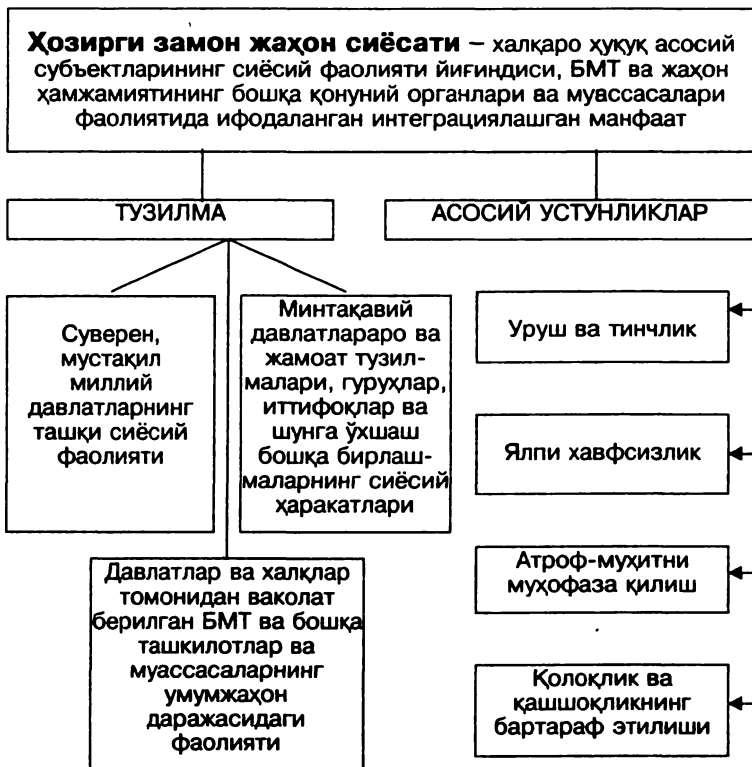 Ҳозирги замон жаҳон сиёсати – халқаро ҳуқуқ асосий
субъектларининг сиёсий фаолияти йиғиндиси, БМТ ва жаҳон
ҳамжамиятининг бошқа қонуний органлари ва муассасалари
фаолиятида ифодаланган интеграциялашган манфаат
ТУЗИЛМА
АСОСИЙ УСТУНЛИКЛАР
Суверен,
мустақил
миллий
давлатларнинг
ташқи сиёсий
фаолияти
Минтақавий
давлатлараро ва
жамоат тузил-
малари, гуруҳлар,
иттифоқлар ва
шунга ўхшаш
бошқа бирлаш-
маларнинг сиёсий
ҳаракатлари
Давлатлар ва халқлар
томонидан ваколат
берилган БМТ ва бошқа
ташкилотлар ва
муассасаларнинг
умумжаҳон
даражасидаги
фаолияти
Уруш ва тинчлик
Ялпи хавфсизлик
Атроф-муҳитни
муҳофаза қилиш
Қолоқлик ва
қашшоқликнинг
бартараф этилиши